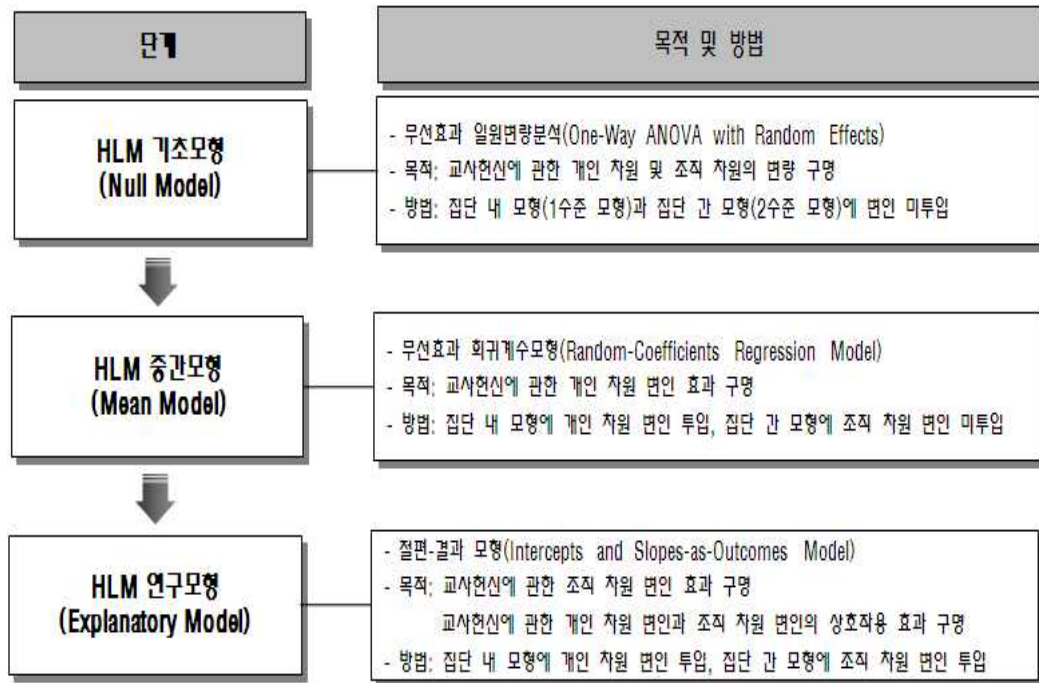 단계
목적 및 방법
HLM 기초모형
(Null Model)
- 무선효과 일원변량분석(One-Way ANOVA with Random Effects)
- 목적: 교사헌신에 관한 개인 차원 및 조직 차원의 변량 구명
- 방법: 집단 내 모형(1수준 모형)과 집단 간 모형(2수준 모형)에 변인 미투입
HLM 중간모형
(Mean Model)
- 무선효과 회귀계수모형(Random-Coefficients Regression Model)
- 목적: 교사헌신에 관한 개인 차원 변인 효과 구명
- 방법: 집단 내 모형에 개인 차원 변인 투입, 집단 간 모형에 조직 차원 변인 미투입
HLM 연구모형
(Explanatory Model)
- 절편-결과 모형(Intercepts and Slopes-as-Outcomes Model)
- 목적: 교사헌신에 관한 조직 차원 변인 효과 구명
교사헌신에 관한 개인 차원 변인과 조직 차원 변인의 상호작용 효과 구명
- 방법: 집단 내 모형에 개인 차원 변인 투입, 집단 간 모형에 조직 차원 변인 투입